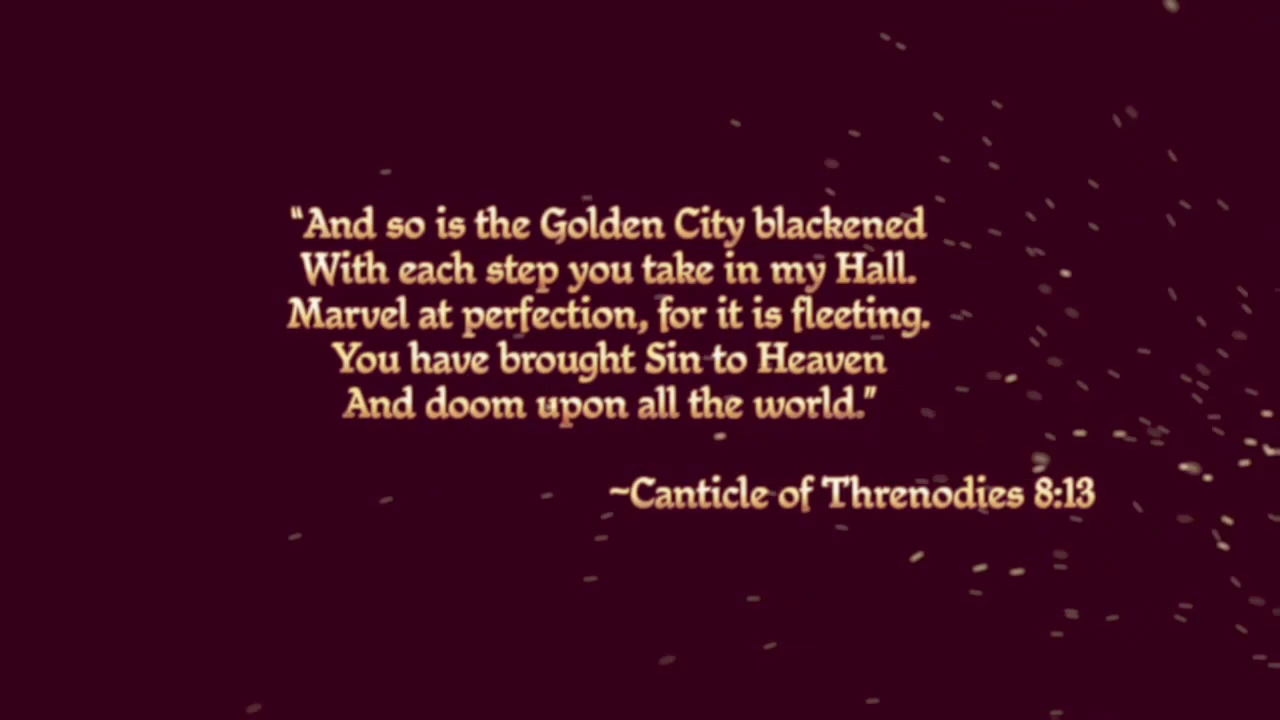 "And so is the Golden City blackened
With each step you take in my Hall.
Marvel at perfection, for it is fleeting.
You have brought Sin to Heaven
And doom upon all the world."
~Canticle of Threnodies 8:13